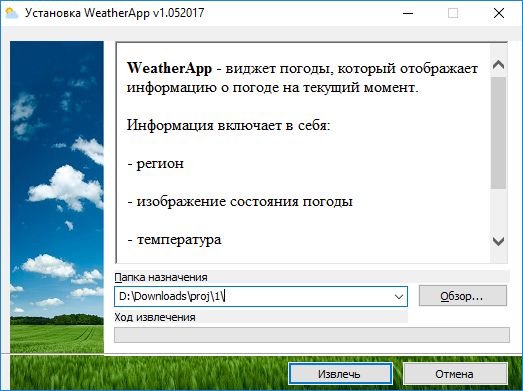 Установка WeatherApp v1.052017
WeatherApp - виджет погоды, который отображает
информацию о погоде на текущий момент.
Информация включает в себя:
- регион
- изображение состояния погоды
- температура
Папка назначения
D:\Downloads\proj\1\
Обзор...
Ход извлечения
Извлечь
Отмена